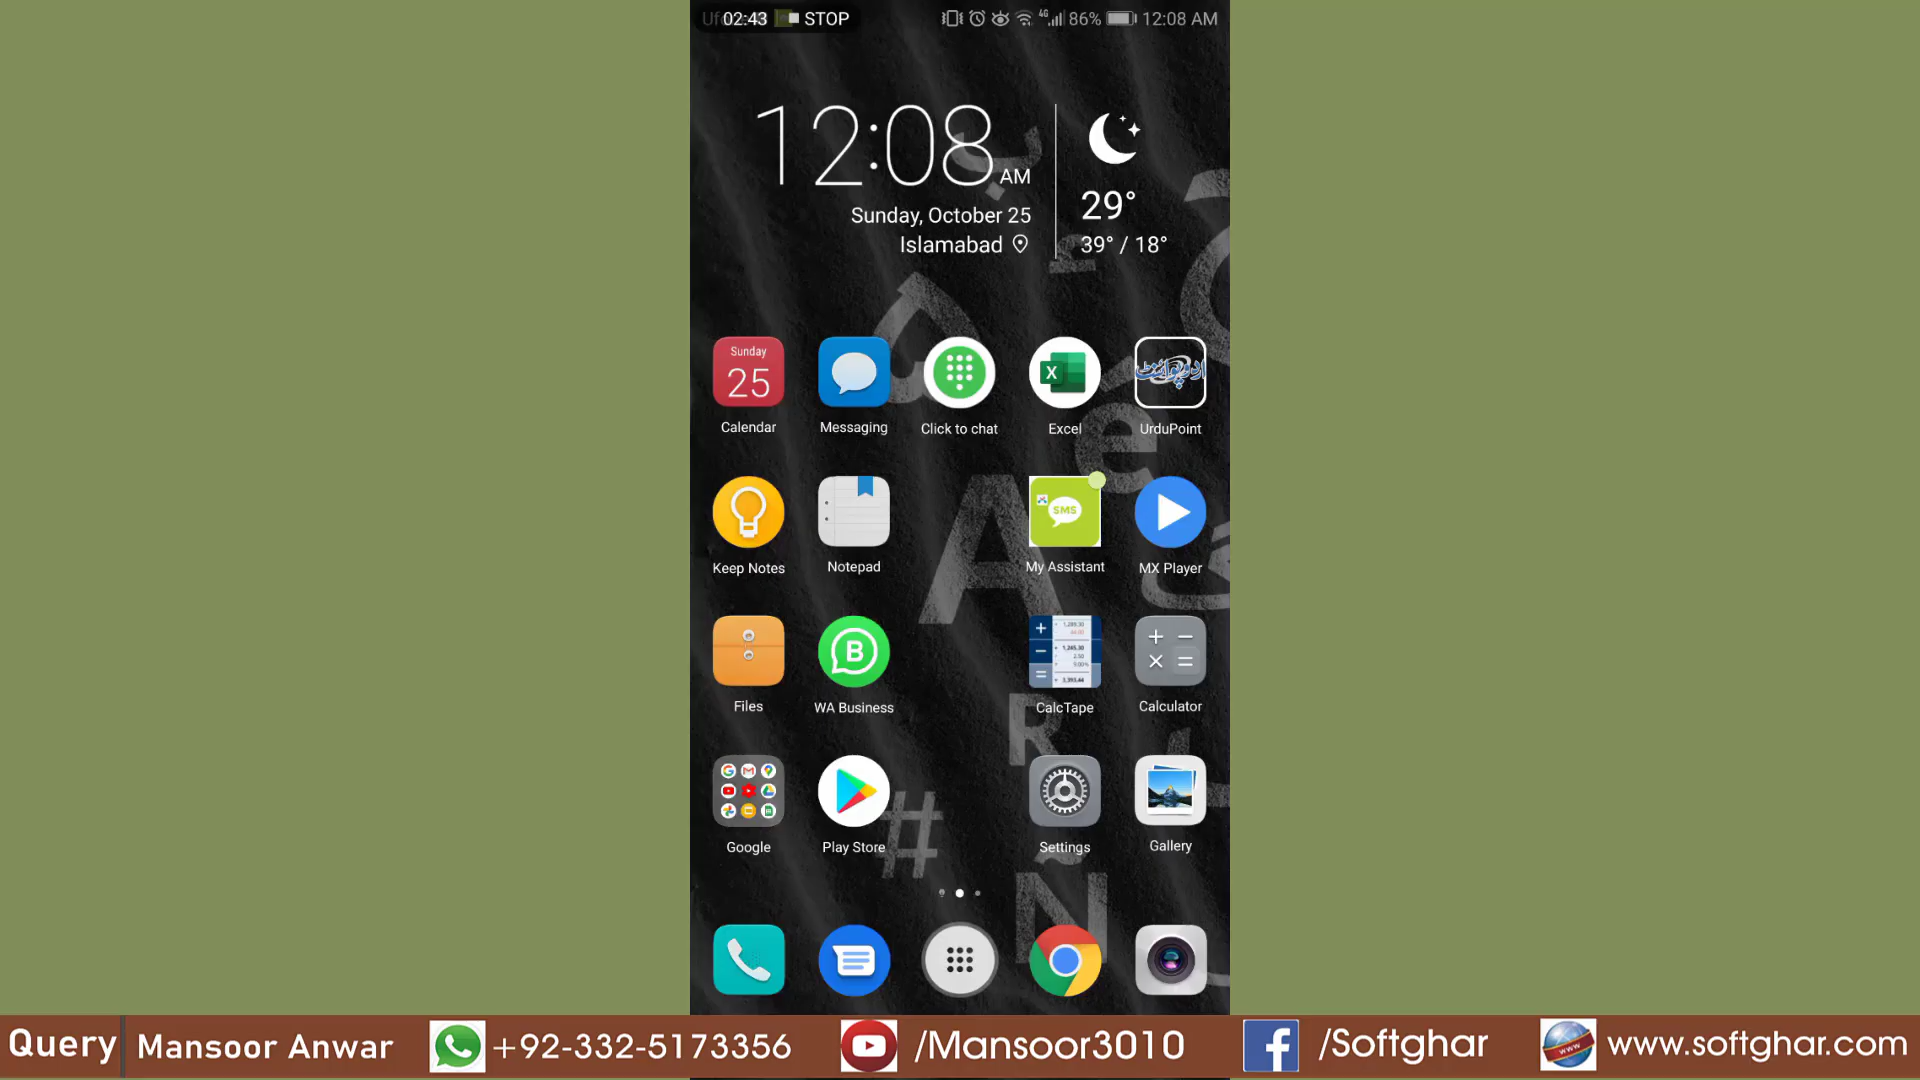 02:43 STOP 4G 86% 12:08 AM
12:08 AM
Sunday, October 25
Islamabad
29°
39° / 18°
Sunday
25
اردوپوائنٹ
Calendar Messaging Click to chat Excel UrduPoint
SMS
Keep Notes Notepad My Assistant MX Player
B
Files WA Business CalcTape Calculator
Google Play Store Settings Gallery
Query Mansoor Anwar +92-332-5173356 /Mansoor3010 /Softghar www.softghar.com